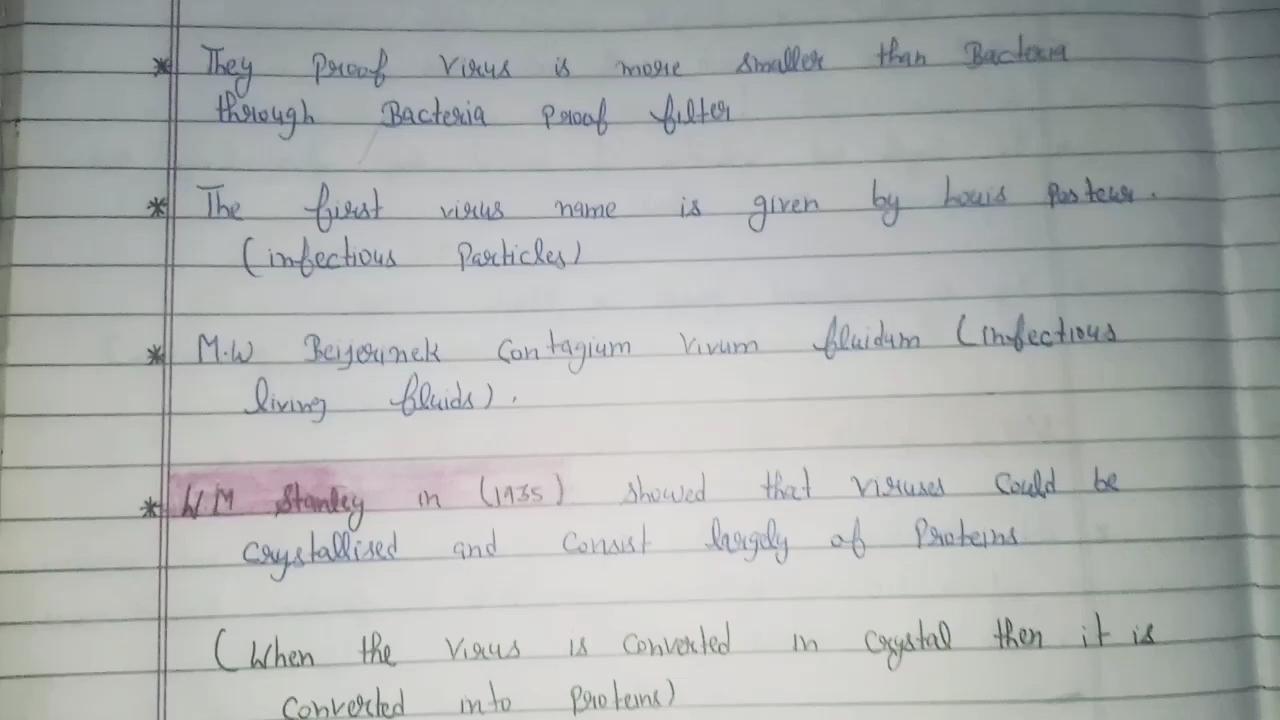 * They Proof Virus is more smaller than Bacteria
through Bacteria Proof filter
* The first virus name is given by Louis Pasteur.
(infectious Particles)
* M.W Beijerinek Contagium Vivum fluidum (infectious
living fluids).
* W M Stanley in (1935) showed that viruses could be
crystallised and consist largely of Proteins
(When the virus is converted in crystal then it is
converted into Proteins)